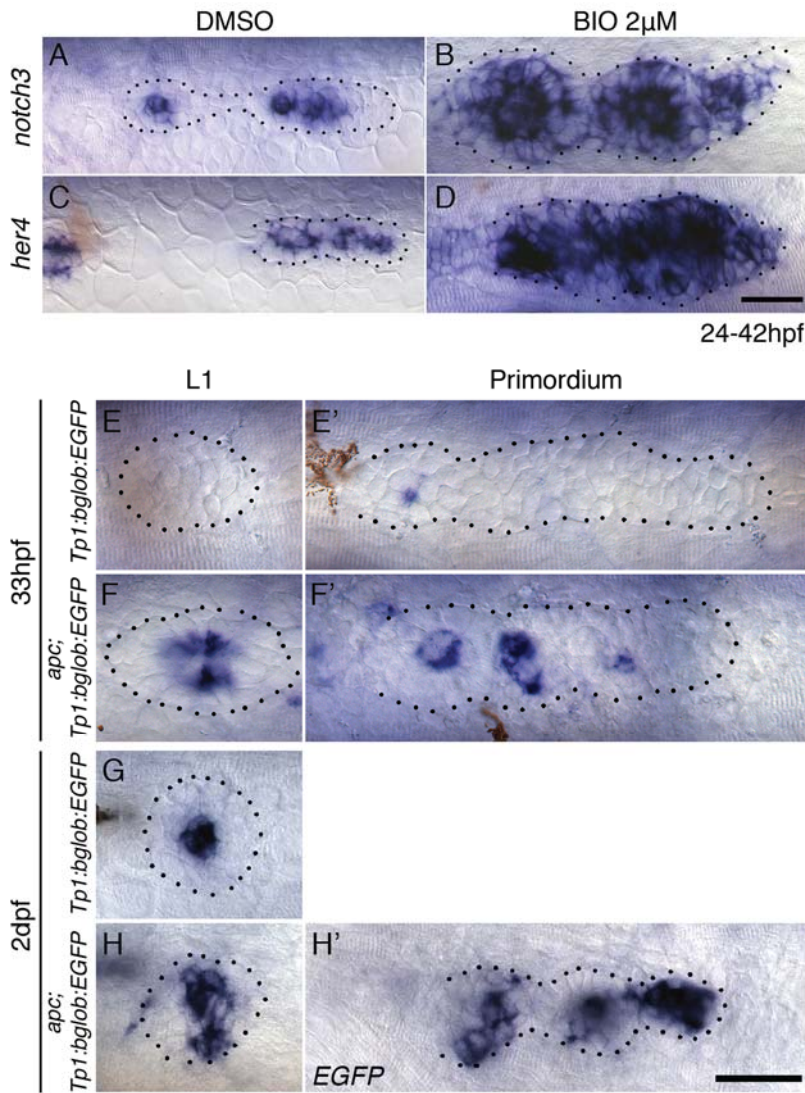 DMSO
BIO 2µM
A
B
notch3
C
D
her4
24-42hpf
L1
Primordium
33hpf
Tp1:bglob:EGFP
E
E'
apc;
Tp1:bglob:EGFP
F
F'
2dpf
Tp1:bglob:EGFP
G
apc;
Tp1:bglob:EGFP
H
H'
EGFP